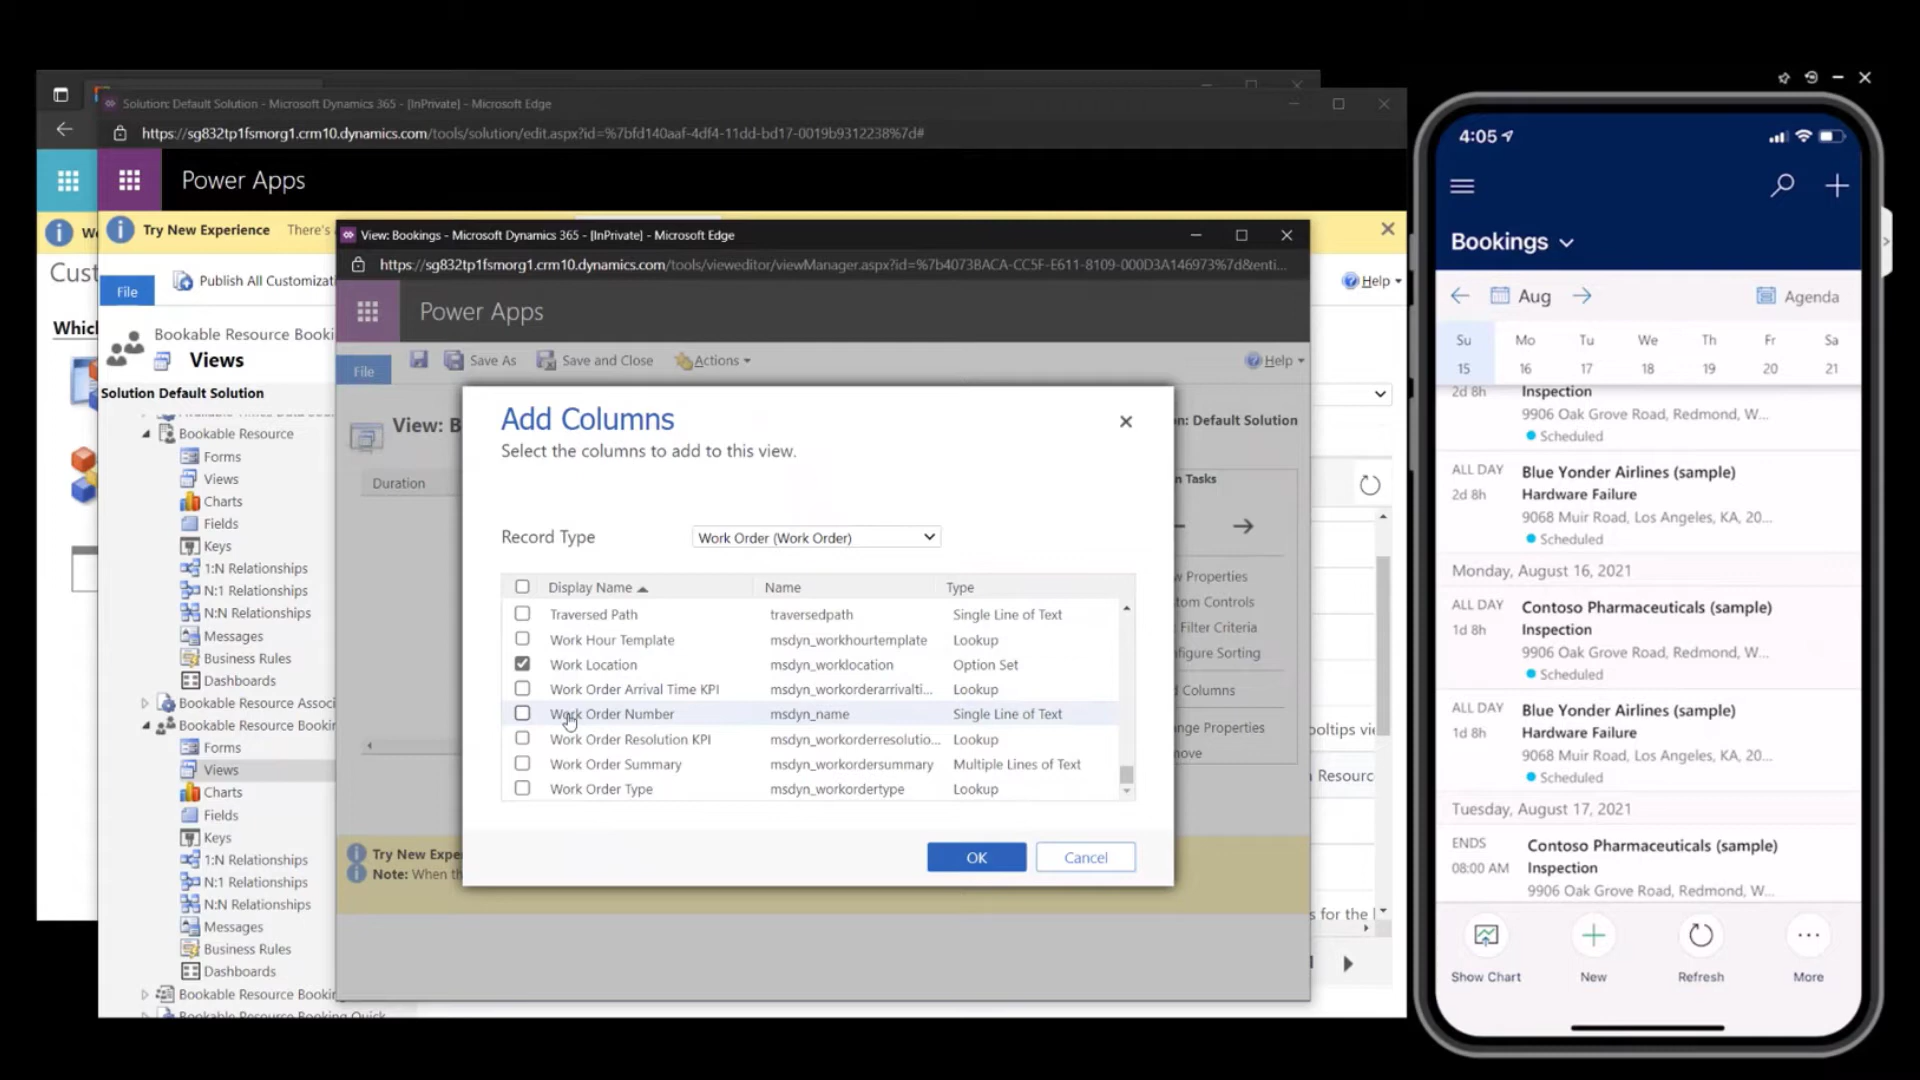 Solution: Default Solution - Microsoft Dynamics 365 - [InPrivate] - Microsoft Edge
https://sg832tp1fsmorg1.crm10.dynamics.com/tools/solution/edit.aspx?id=%7bfd140aaf-4df4-11dd-bd17-0019b9312238%7d#
Power Apps
Try New Experience There's
Cust
File
Publish All Customizat
Help
Which
Bookable Resource Booki
Views
Solution Default Solution
Bookable Resource
Forms
Views
Charts
Fields
Keys
1:N Relationships
N:1 Relationships
N:N Relationships
Messages
Business Rules
Dashboards
Bookable Resource Associ
Bookable Resource Bookin
Forms
Views
Charts
Fields
Keys
1:N Relationships
N:1 Relationships
N:N Relationships
Messages
Business Rules
Dashboards
Bookable Resource Bookin
Bookable Resource Booking Quick
View: Bookings - Microsoft Dynamics 365 - [InPrivate] - Microsoft Edge
https://sg832tp1fsmorg1.crm10.dynamics.com/tools/vieweditor/viewManager.aspx?id=%7b4073BACA-CC5F-E611-8109-000D3A146973%7d&enti...
Power Apps
File
Save As
Save and Close
Actions
Help
View: B
n: Default Solution
Duration
n Tasks
w Properties
tom Controls
Filter Criteria
figure Sorting
d Columns
nge Properties
ove
Try New Expe
Note: When th
ooltips vie
Resource
s for the l
Add Columns
Select the columns to add to this view.
Record Type
Work Order (Work Order)
Display Name Name Type
Traversed Path traversedpath Single Line of Text
Work Hour Template msdyn_workhourtemplate Lookup
Work Location msdyn_worklocation Option Set
Work Order Arrival Time KPI msdyn_workorderarrivalti... Lookup
Work Order Number msdyn_name Single Line of Text
Work Order Resolution KPI msdyn_workorderresolutio... Lookup
Work Order Summary msdyn_workordersummary Multiple Lines of Text
Work Order Type msdyn_workordertype Lookup
OK
Cancel
4:05
Bookings
Aug
Agenda
Su Mo Tu We Th Fr Sa
15 16 17 18 19 20 21
2d 8h Inspection
9906 Oak Grove Road, Redmond, W...
Scheduled
ALL DAY Blue Yonder Airlines (sample)
2d 8h Hardware Failure
9068 Muir Road, Los Angeles, KA, 20...
Scheduled
Monday, August 16, 2021
ALL DAY Contoso Pharmaceuticals (sample)
1d 8h Inspection
9906 Oak Grove Road, Redmond, W...
Scheduled
ALL DAY Blue Yonder Airlines (sample)
1d 8h Hardware Failure
9068 Muir Road, Los Angeles, KA, 20...
Scheduled
Tuesday, August 17, 2021
ENDS Contoso Pharmaceuticals (sample)
08:00 AM Inspection
9906 Oak Grove Road, Redmond, W...
Show Chart
New
Refresh
More